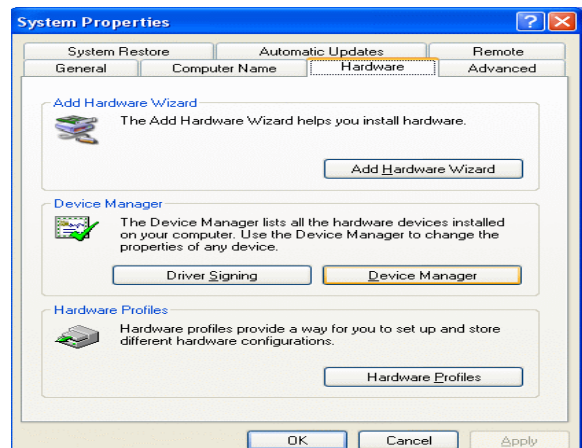 System Properties
System Restore Automatic Updates Remote
General Computer Name Hardware Advanced
Add Hardware Wizard
The Add Hardware Wizard helps you install hardware.
Add Hardware Wizard
Device Manager
The Device Manager lists all the hardware devices installed
on your computer. Use the Device Manager to change the
properties of any device.
Driver Signing Device Manager
Hardware Profiles
Hardware profiles provide a way for you to set up and store
different hardware configurations.
Hardware Profiles
OK Cancel Apply